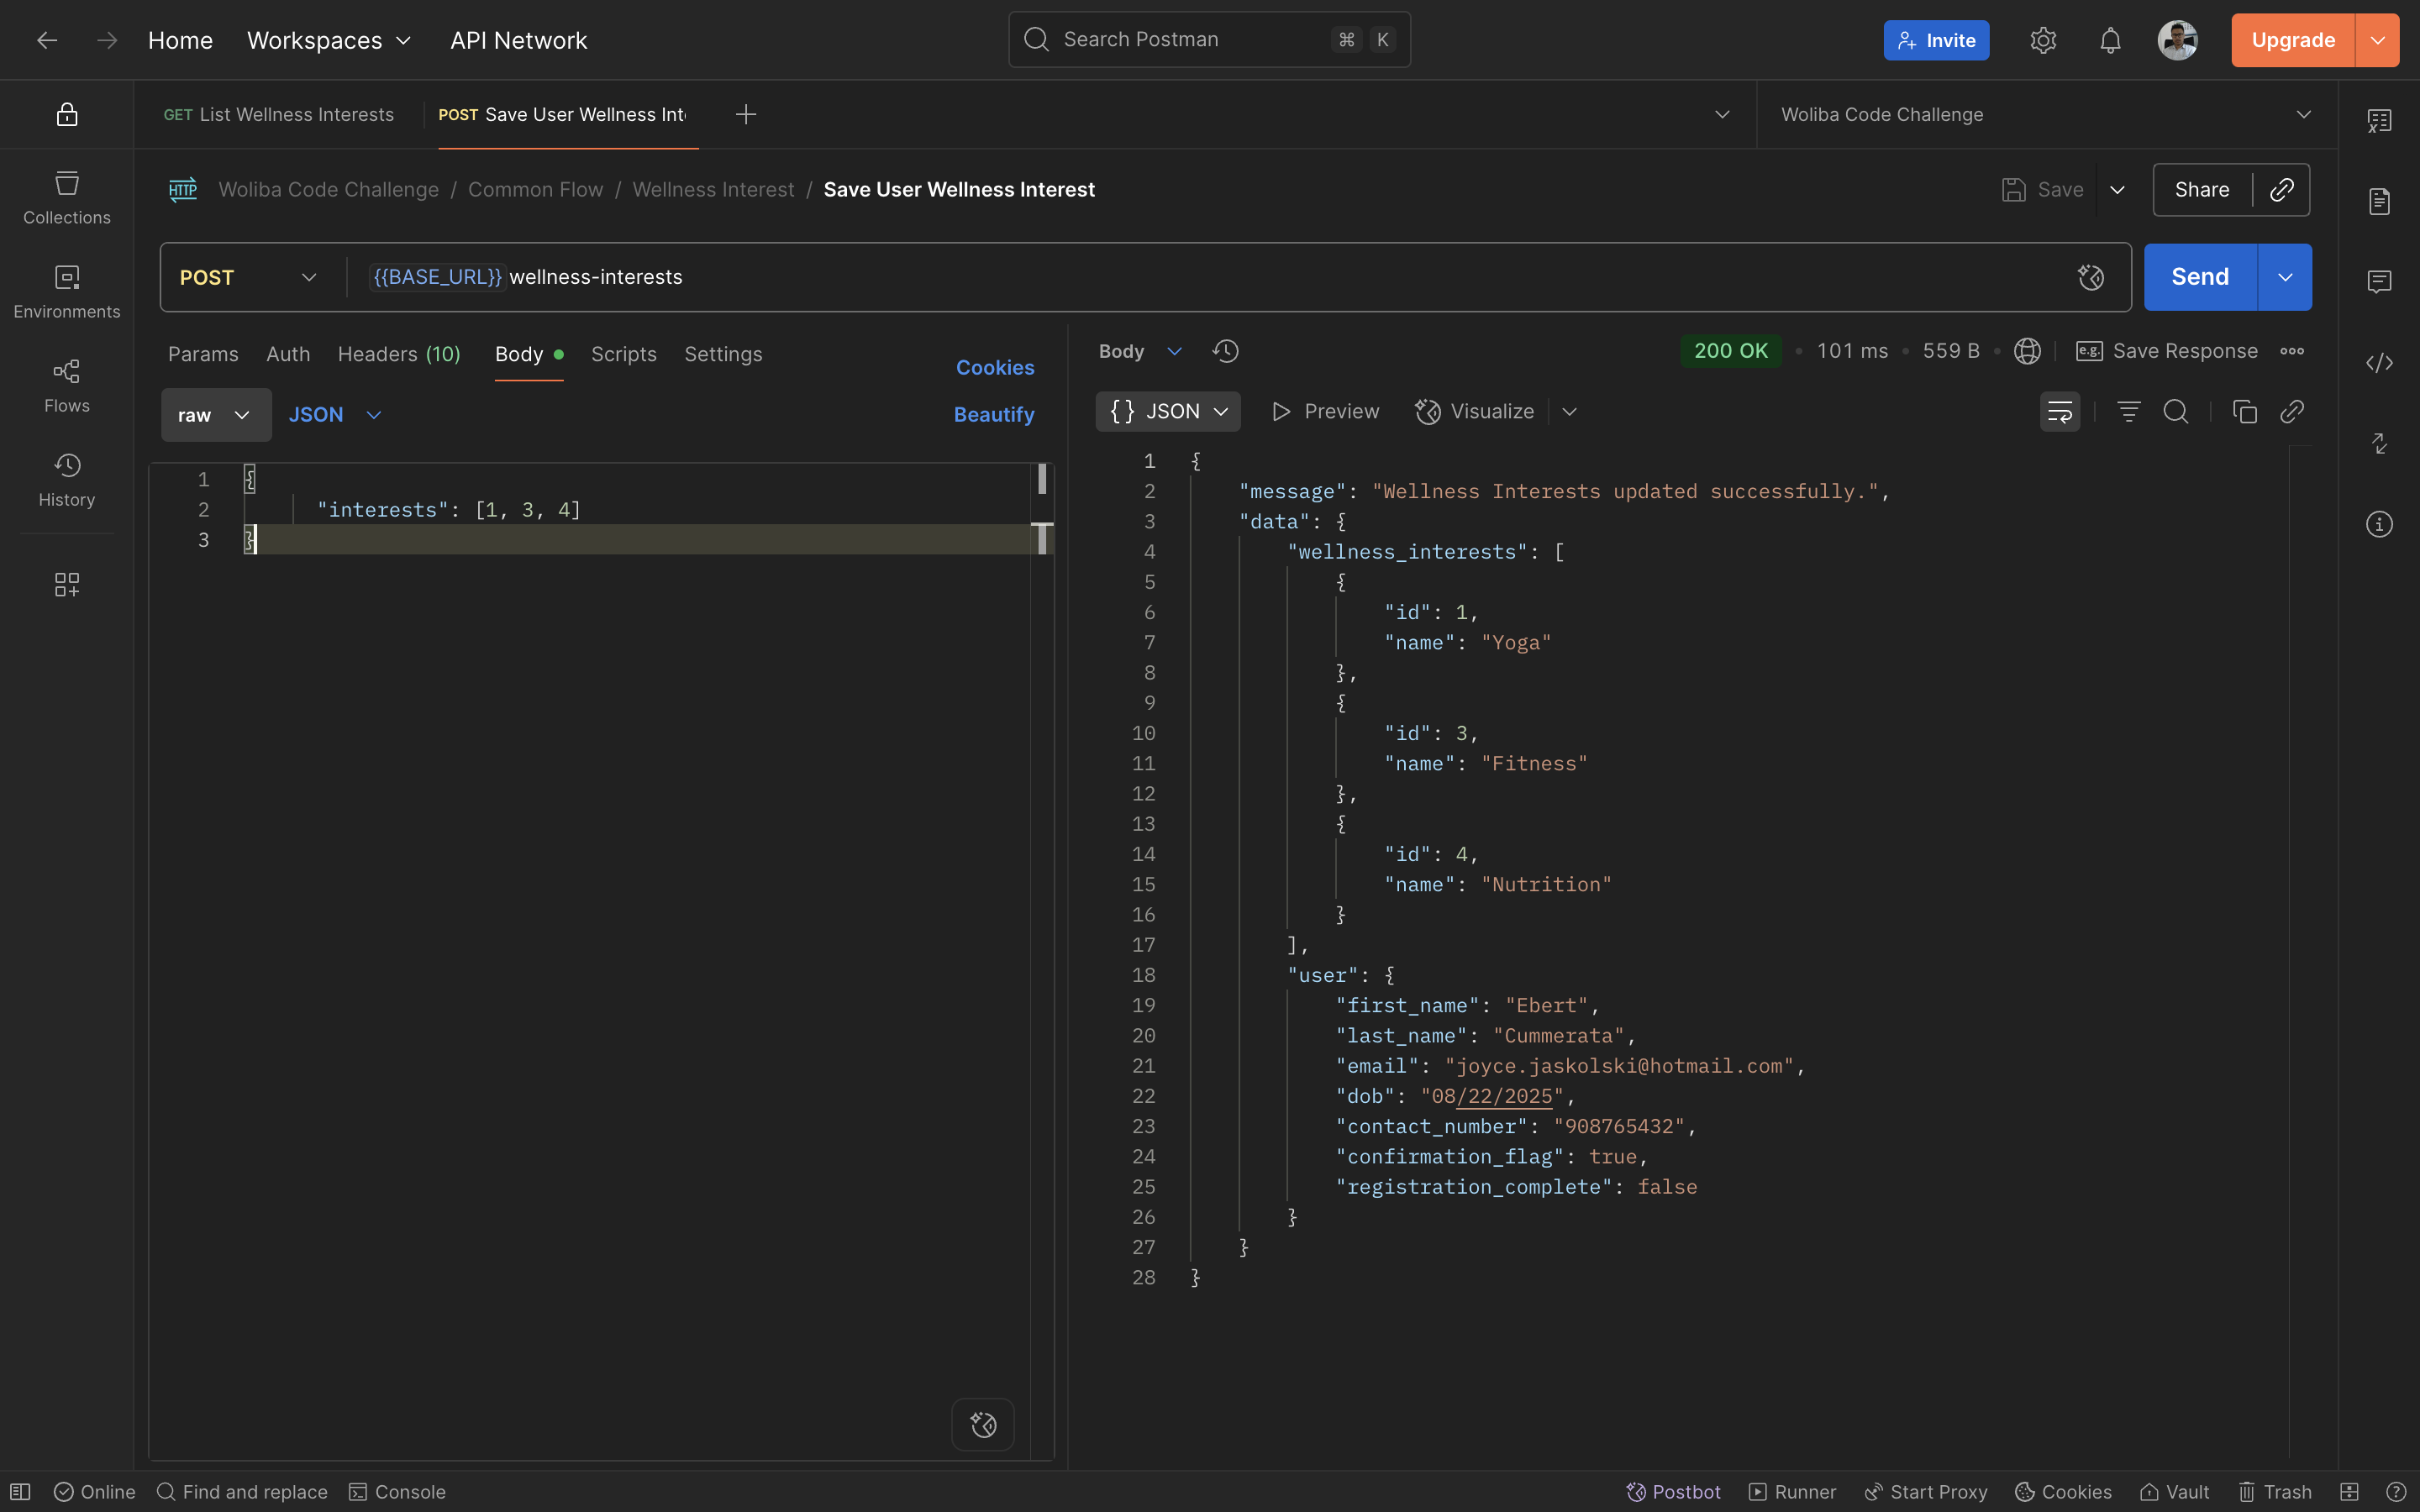 Home Workspaces API Network Search Postman ⌘ K Invite Upgrade
GET List Wellness Interests POST Save User Wellness Int Woliba Code Challenge
HTTP Woliba Code Challenge / Common Flow / Wellness Interest / Save User Wellness Interest Save Share
Collections
Environments
Flows
History
POST {{BASE_URL}} wellness-interests Send
Params Auth Headers (10) Body Scripts Settings Cookies
raw JSON Beautify
1 {
2 "interests": [1, 3, 4]
3 }
Body 200 OK • 101 ms • 559 B • e.g. Save Response
{} JSON Preview Visualize
1 {
2 "message": "Wellness Interests updated successfully.",
3 "data": {
4 "wellness_interests": [
5 {
6 "id": 1,
7 "name": "Yoga"
8 },
9 {
10 "id": 3,
11 "name": "Fitness"
12 },
13 {
14 "id": 4,
15 "name": "Nutrition"
16 }
17 ],
18 "user": {
19 "first_name": "Ebert",
20 "last_name": "Cummerata",
21 "email": "joyce.jaskolski@hotmail.com",
22 "dob": "08/22/2025",
23 "contact_number": "908765432",
24 "confirmation_flag": true,
25 "registration_complete": false
26 }
27 }
28 }
Online Find and replace Console Postbot Runner Start Proxy Cookies Vault Trash